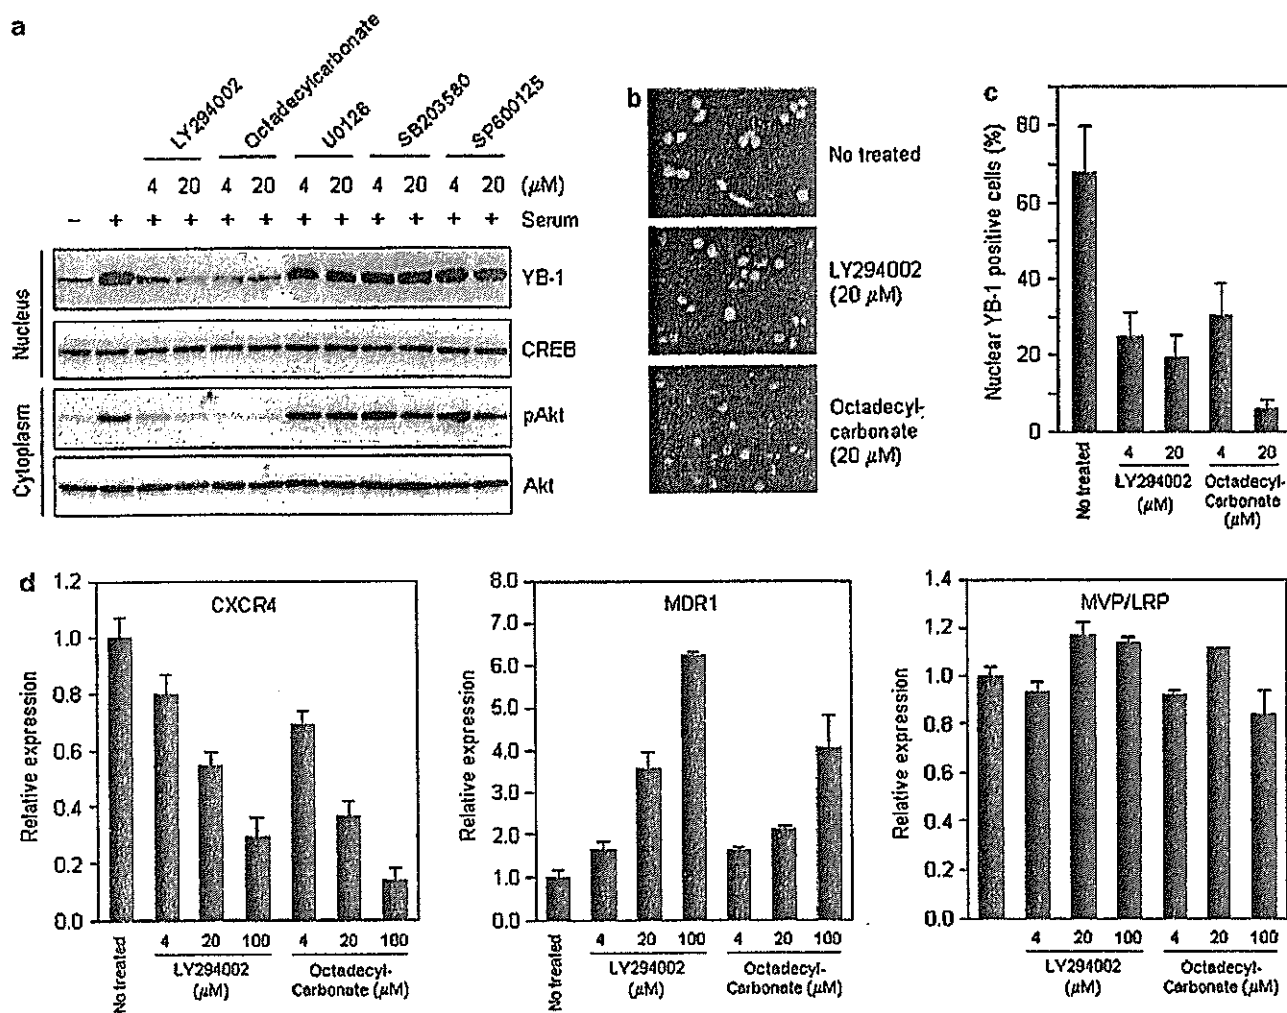 a
LY294002
Octadecylcarbonate
U0126
SB203580
SP600125
4 20 4 20 4 20 4 20 4 20 (μM)
– + + + + + + + + + + + Serum
Nucleus
YB-1
CREB
Cytoplasm
pAkt
Akt
b
No treated
LY294002
(20 μM)
Octadecyl-
carbonate
(20 μM)
c
Nuclear YB-1 positive cells (%)
80
60
40
20
0
No treated
4 20 4 20
LY294002
(μM)
Octadecyl-
Carbonate
(μM)
d
CXCR4
Relative expression
1.2
1.0
0.8
0.6
0.4
0.2
0.0
No treated
4 20 100 4 20 100
LY294002
(μM)
Octadecyl-
Carbonate (μM)
MDR1
Relative expression
8.0
6.0
4.0
2.0
1.0
0.0
No treated
4 20 100 4 20 100
LY294002
(μM)
Octadecyl-
Carbonate (μM)
MVP/LRP
Relative expression
1.4
1.2
1.0
0.8
0.6
0.4
0.2
0.0
4 20 100 4 20 100
LY294002
(μM)
Octadecyl-
Carbonate (μM)